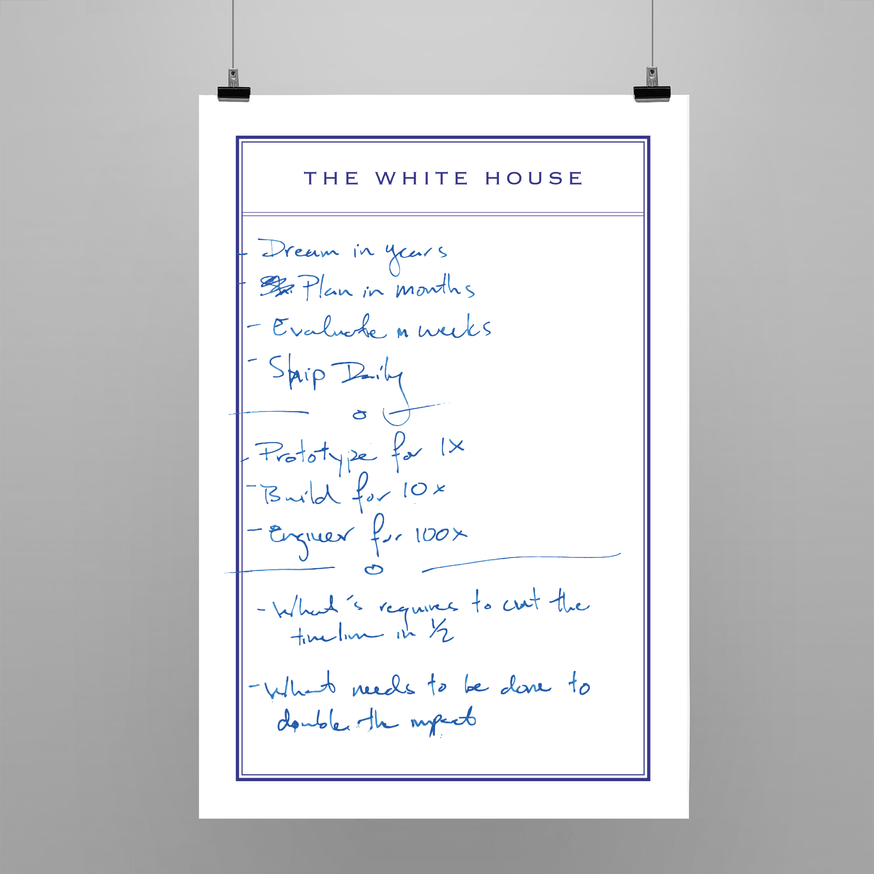 THE WHITE HOUSE
- Dream in years
- Plan in months
- Evaluate in weeks
- Ship Daily
- Prototype for 1x
- Build for 10x
- Engineer for 100x
- What's requires to cut the
timeline in 1/2
- What needs to be done to
double the impact